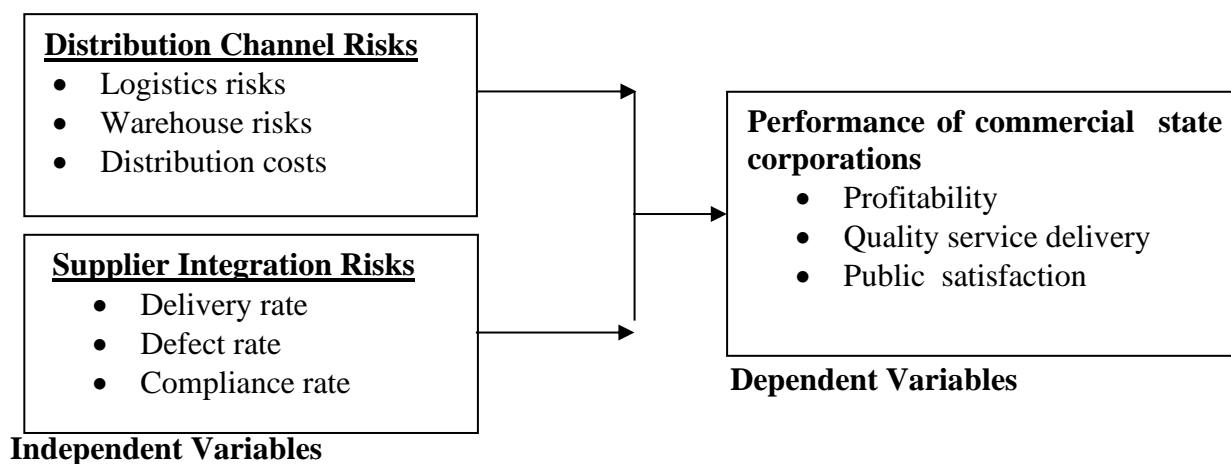 Distribution Channel Risks
• Logistics risks
• Warehouse risks
• Distribution costs
Supplier Integration Risks
• Delivery rate
• Defect rate
• Compliance rate
Independent Variables
Performance of commercial state
corporations
• Profitability
• Quality service delivery
• Public satisfaction
Dependent Variables